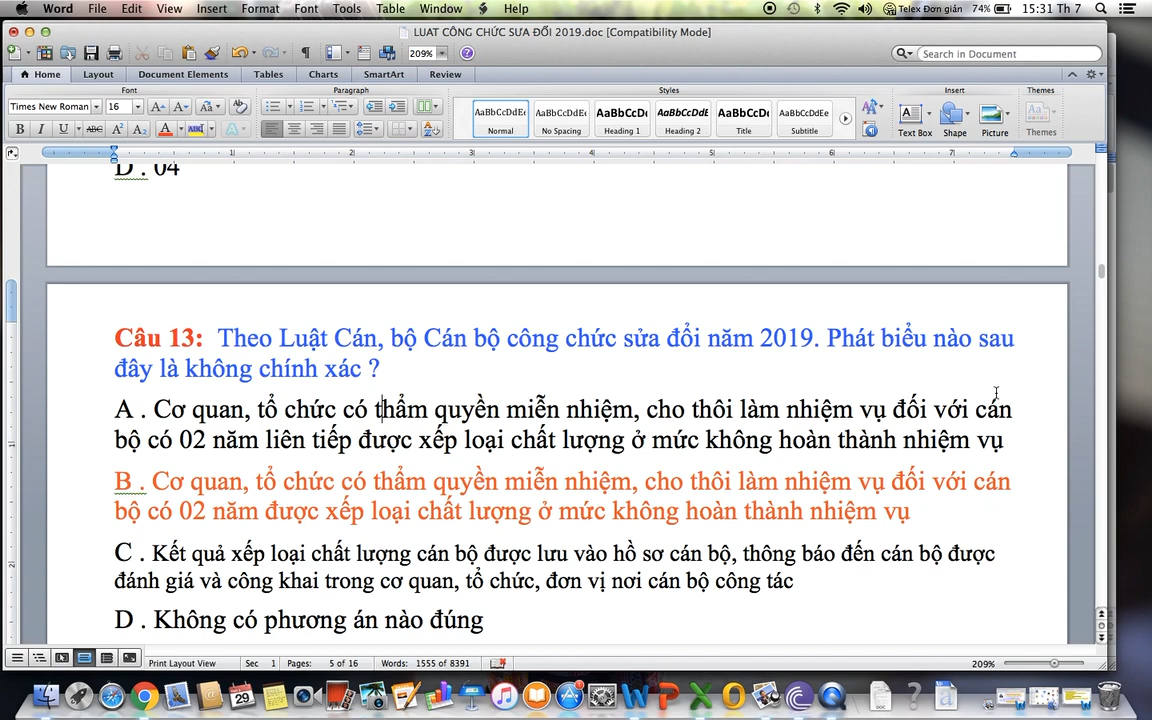 Word File Edit View Insert Format Font Tools Table Window Help Telex Đơn giản 74% 15:31 Th 7
LUAT CÔNG CHỨC SƯA ĐỔI 2019.doc [Compatibility Mode]
209% Search in Document
Home Layout Document Elements Tables Charts SmartArt Review
Font Paragraph Styles Insert Themes
Times New Roman 16 AaBbCcDdEe AaBbCcDdEe AaBbCcDc AaBbCcDdEe AaBbCcDc AaBbCcDdEe
Normal No Spacing Heading 1 Heading 2 Title Subtitle Text Box Shape Picture Themes
D . 04
Câu 13: Theo Luật Cán, bộ Cán bộ công chức sửa đổi năm 2019. Phát biểu nào sau
đây là không chính xác ?
A . Cơ quan, tổ chức có thẩm quyền miễn nhiệm, cho thôi làm nhiệm vụ đối với cán
bộ có 02 năm liên tiếp được xếp loại chất lượng ở mức không hoàn thành nhiệm vụ
B . Cơ quan, tổ chức có thẩm quyền miễn nhiệm, cho thôi làm nhiệm vụ đối với cán
bộ có 02 năm được xếp loại chất lượng ở mức không hoàn thành nhiệm vụ
C . Kết quả xếp loại chất lượng cán bộ được lưu vào hồ sơ cán bộ, thông báo đến cán bộ được
đánh giá và công khai trong cơ quan, tổ chức, đơn vị nơi cán bộ công tác
D . Không có phương án nào đúng
Print Layout View Sec 1 Pages: 5 of 16 Words: 1555 of 8391 209%